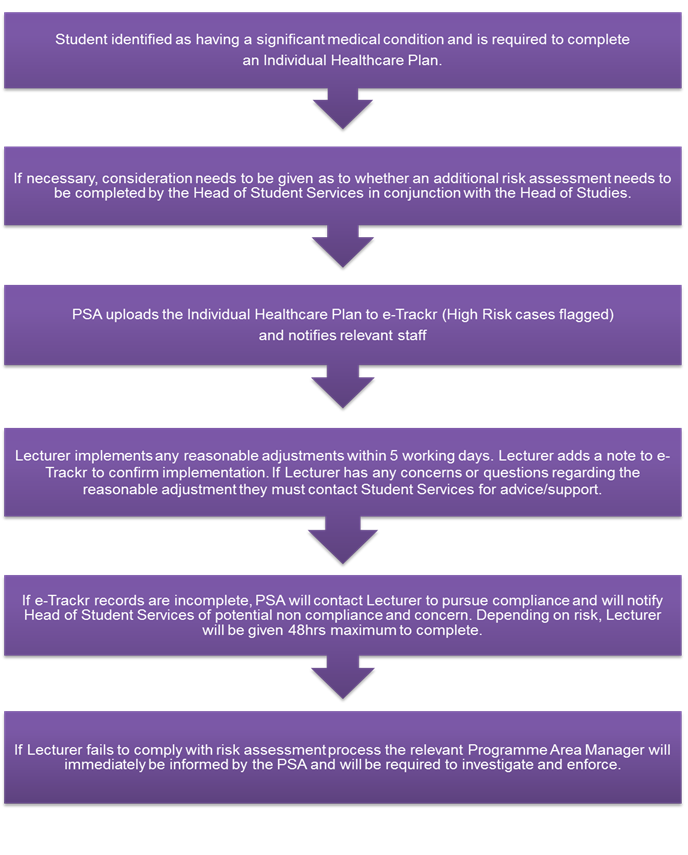 Student identified as having a significant medical condition and is required to complete
an Individual Healthcare Plan.
If necessary, consideration needs to be given as to whether an additional risk assessment needs to
be completed by the Head of Student Services in conjunction with the Head of Studies.
PSA uploads the Individual Healthcare Plan to e-Trackr (High Risk cases flagged)
and notifies relevant staff
Lecturer implements any reasonable adjustments within 5 working days. Lecturer adds a note to e-
Trackr to confirm implementation. If Lecturer has any concerns or questions regarding the
reasonable adjustment they must contact Student Services for advice/support.
If e-Trackr records are incomplete, PSA will contact Lecturer to pursue compliance and will notify
Head of Student Services of potential non compliance and concern. Depending on risk, Lecturer
will be given 48hrs maximum to complete.
If Lecturer fails to comply with risk assessment process the relevant Programme Area Manager will
immediately be informed by the PSA and will be required to investigate and enforce.